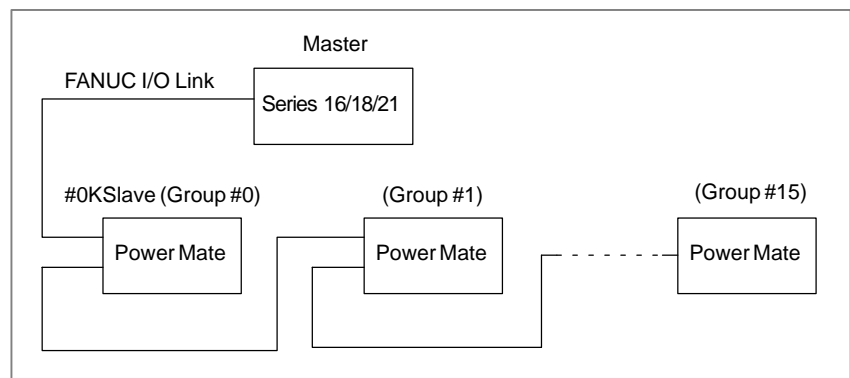 Master
FANUC I/O Link
Series 16/18/21
#0KSlave (Group #0)
(Group #1)
(Group #15)
Power Mate
Power Mate
Power Mate